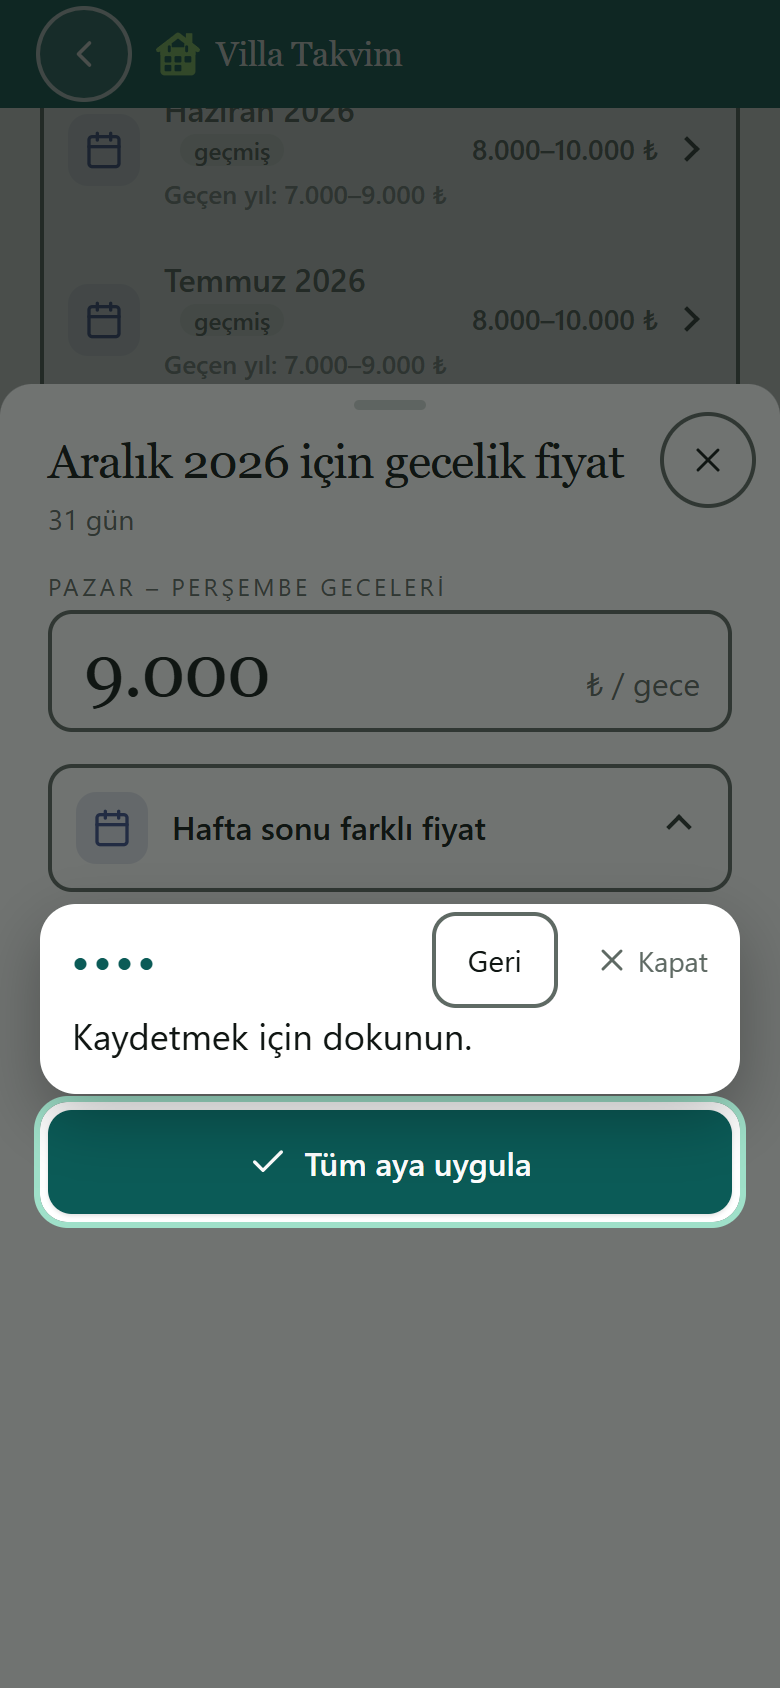 Villa Takvim
Haziran 2026
geçmiş
8.000–10.000 ₺
Geçen yıl: 7.000–9.000 ₺
Temmuz 2026
geçmiş
8.000–10.000 ₺
Geçen yıl: 7.000–9.000 ₺
Aralık 2026 için gecelik fiyat
31 gün
PAZAR – PERŞEMBE GECELERİ
9.000
₺ / gece
Hafta sonu farklı fiyat
Geri
Kapat
Kaydetmek için dokunun.
Tüm aya uygula